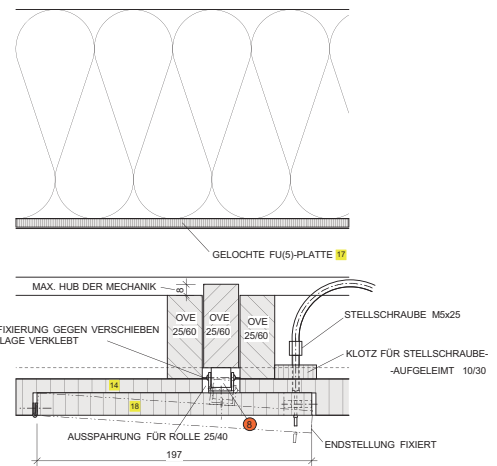 GELOCHTE FU(5)-PLATTE 17
MAX. HUB DER MECHANIK
8
OVE
25/60
OVE
25/60
OVE
25/60
STELLSCHRAUBE M5x25
FIXIERUNG GEGEN VERSCHIEBEN
LAGE VERKLEBT
KLOTZ FÜR STELLSCHRAUBE-
-AUFGELEIMT 10/30
14
18
8
AUSSPAHRUNG FÜR ROLLE 25/40
ENDSTELLUNG FIXIERT
197